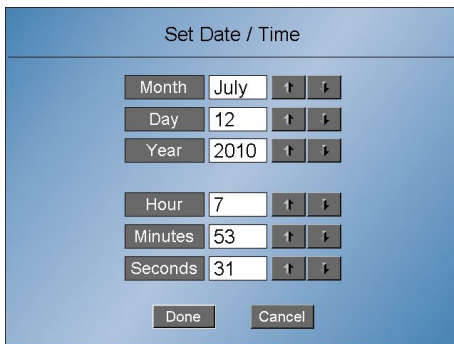 Set Date / Time
Month July
Day 12
Year 2010
Hour 7
Minutes 53
Seconds 31
Done Cancel